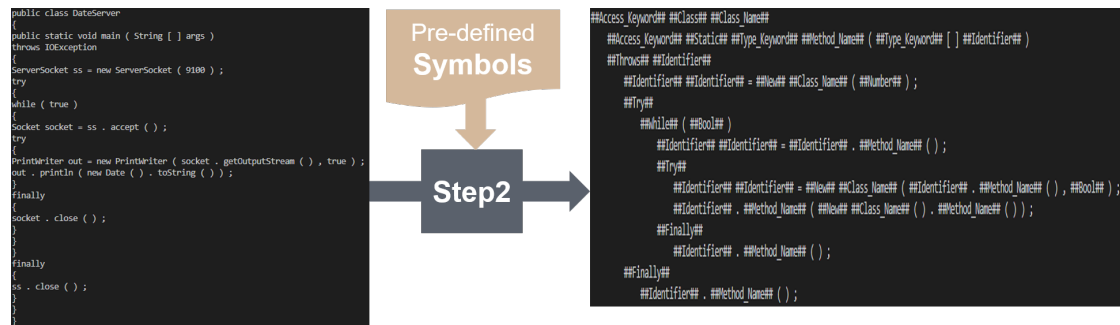 public class DateServer
{
public static void main ( String [ ] args )
throws IOException
{
ServerSocket ss = new ServerSocket ( 9100 ) ;
try
{
while ( true )
{
Socket socket = ss . accept ( ) ;
try
{
PrintWriter out = new PrintWriter ( socket . getOutputStream ( ) , true ) ;
out . println ( new Date ( ) . toString ( ) ) ;
}
finally
{
socket . close ( ) ;
}
}
}
finally
{
ss . close ( ) ;
}
}
}
Pre-defined
Symbols
Step2
##Access_Keyword## ##Class## ##Class_Name##
##Access_Keyword## ##Static## ##Type_Keyword## ##Method_Name## ( ##Type_Keyword## [ ] ##Identifier## )
##Throws## ##Identifier##
##Identifier## ##Identifier## = ##New## ##Class_Name## ( ##Number## ) ;
##Try##
##While## ( ##Bool## )
##Identifier## ##Identifier## = ##Identifier## . ##Method_Name## ( ) ;
##Try##
##Identifier## ##Identifier## = ##New## ##Class_Name## ( ##Identifier## . ##Method_Name## ( ) , ##Bool## ) ;
##Identifier## . ##Method_Name## ( ##New## ##Class_Name## ( ) . ##Method_Name## ( ) ) ;
##Finally##
##Identifier## . ##Method_Name## ( ) ;
##Finally##
##Identifier## . ##Method_Name## ( ) ;